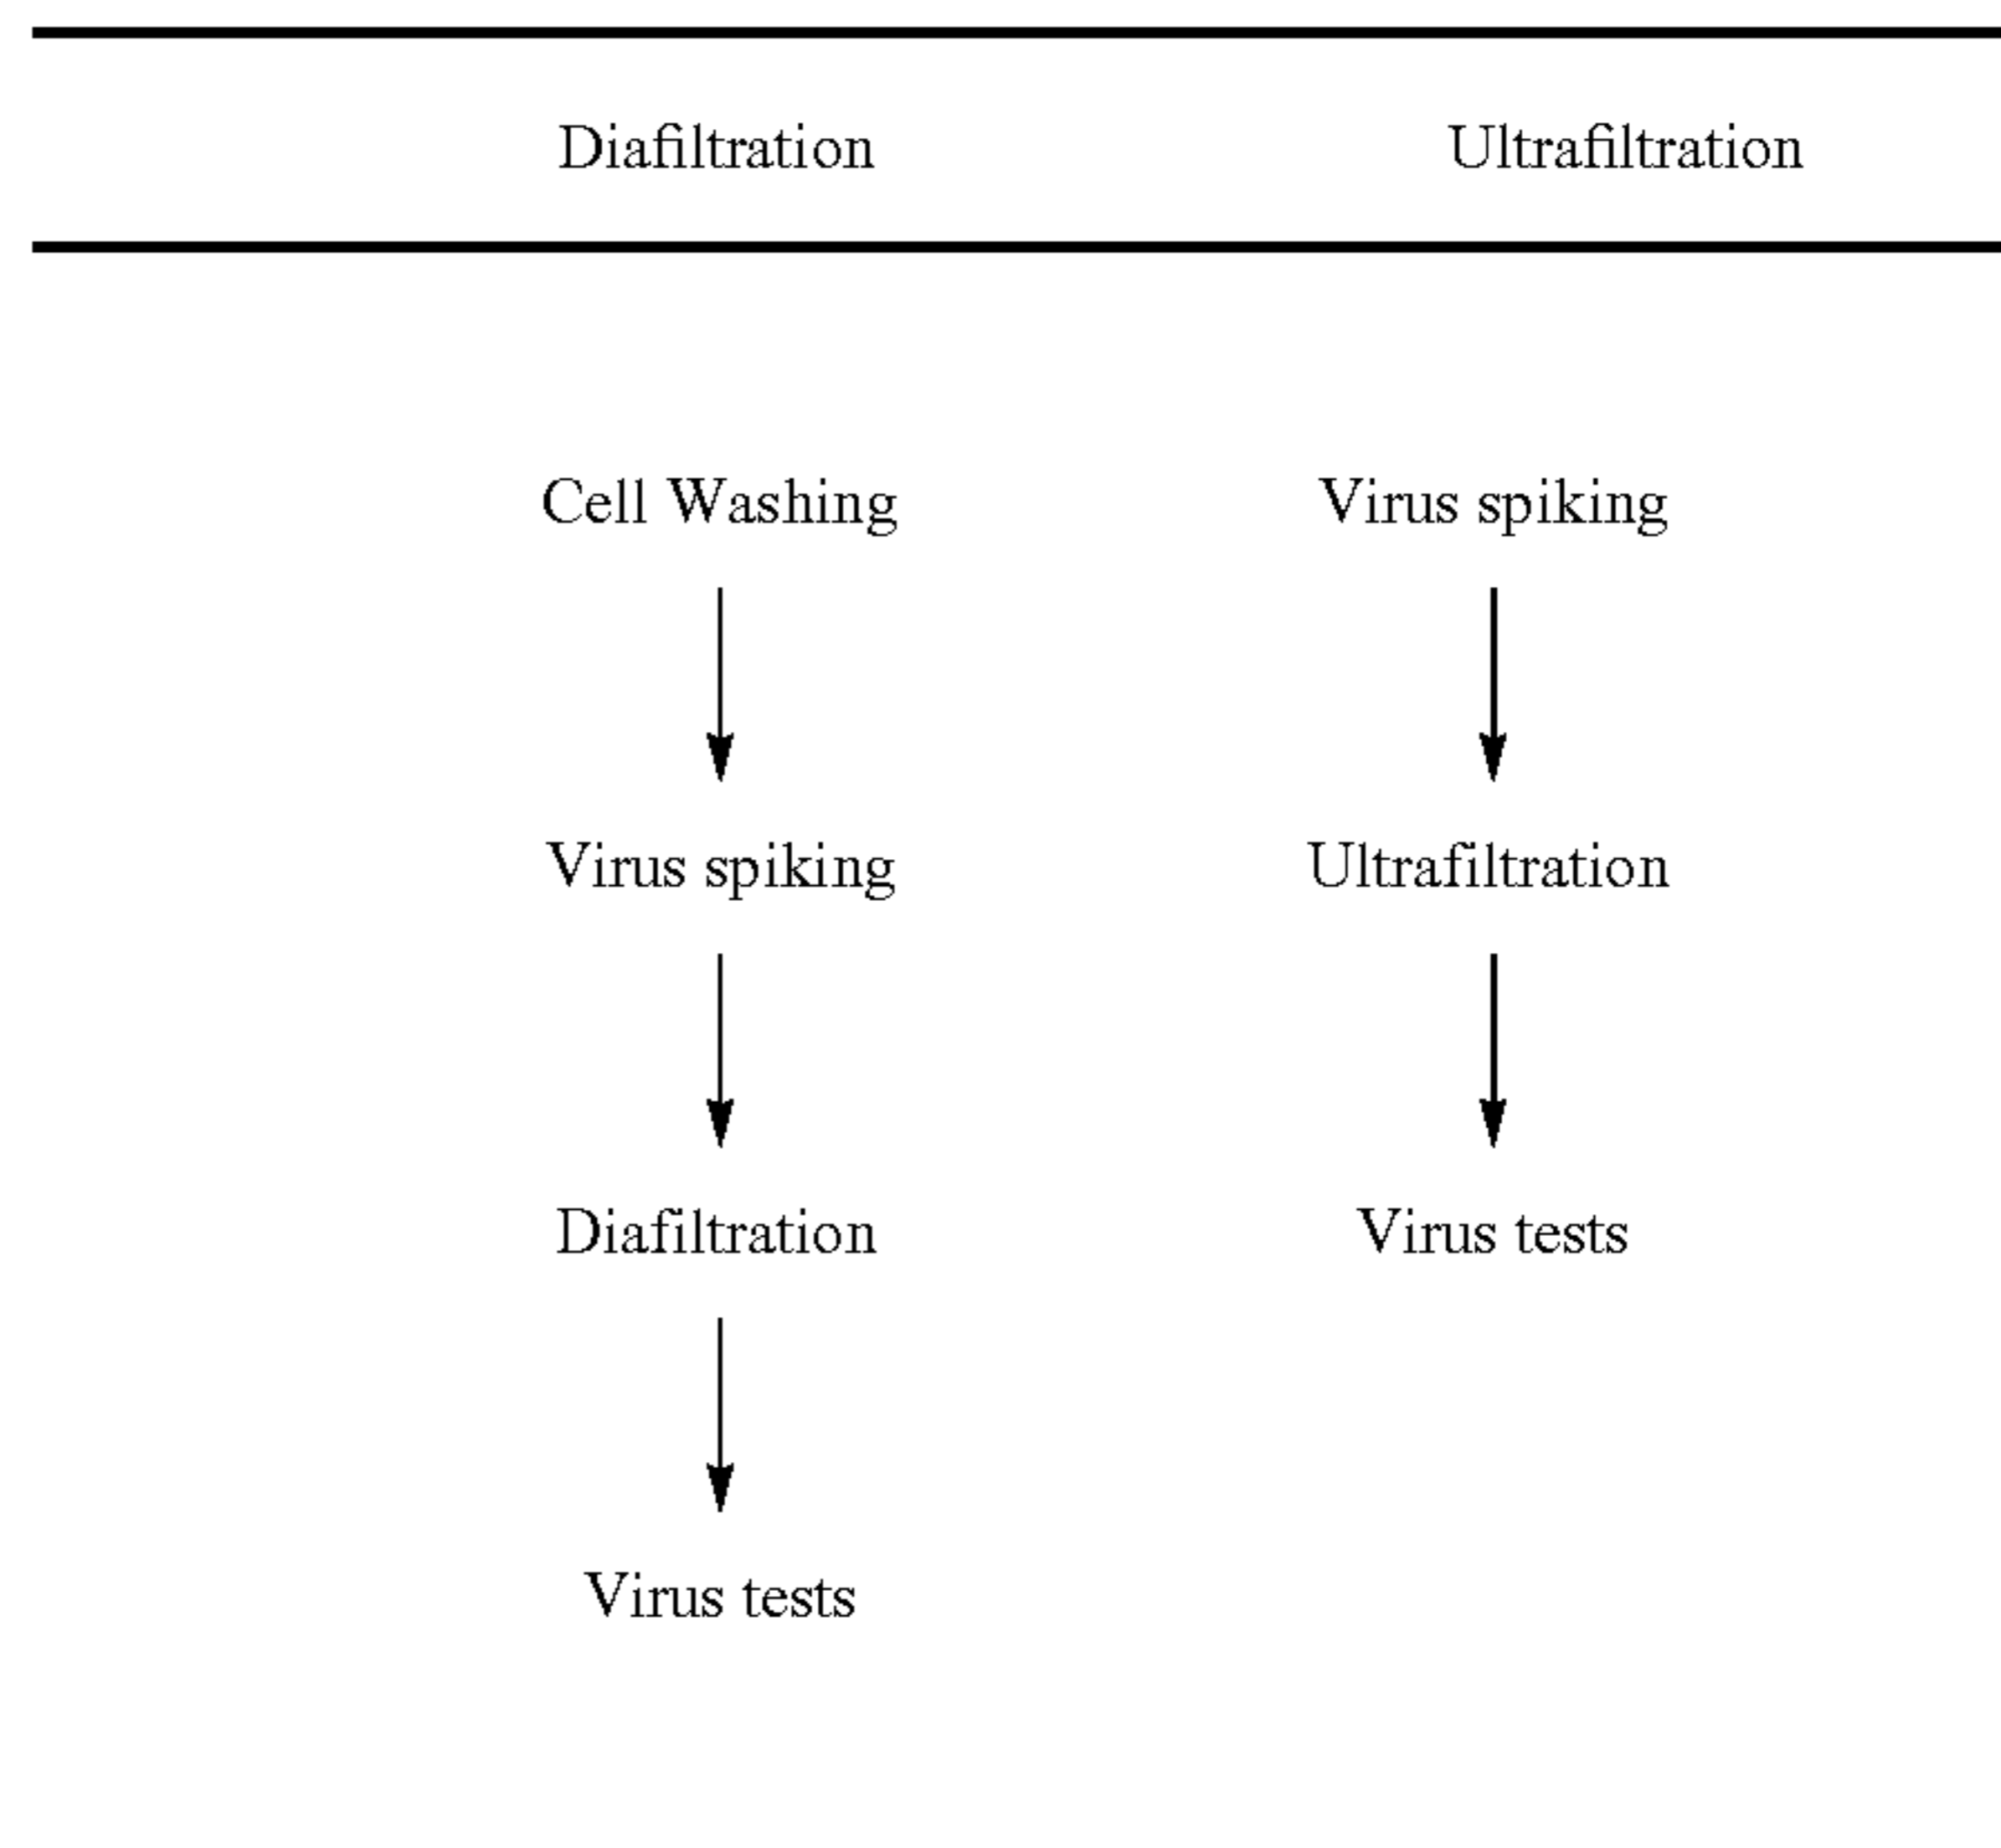 Diafiltration Ultrafiltration
Cell Washing Virus spiking
Virus spiking Ultrafiltration
Diafiltration Virus tests
Virus tests